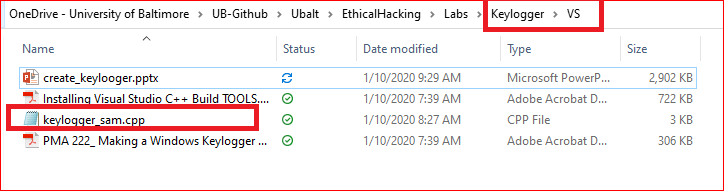 OneDrive - University of Baltimore > UB-Github > Ubalt > EthicalHacking > Labs > Keylogger > VS
Name Status Date Type Size
create_keylooger.pptx 1/10/2020 9:29 AM Microsoft PowerP... 2,902 KB
Installing Visual Studio C++ Build TOOLS.... 1/10/2020 7:39 AM Adobe Acrobat D... 722 KB
keylogger_sam.cpp 1/10/2020 8:27 AM CPP File 3 KB
PMA 222_ Making a Windows Keylogger ... 1/10/2020 7:39 AM Adobe Acrobat D... 306 KB